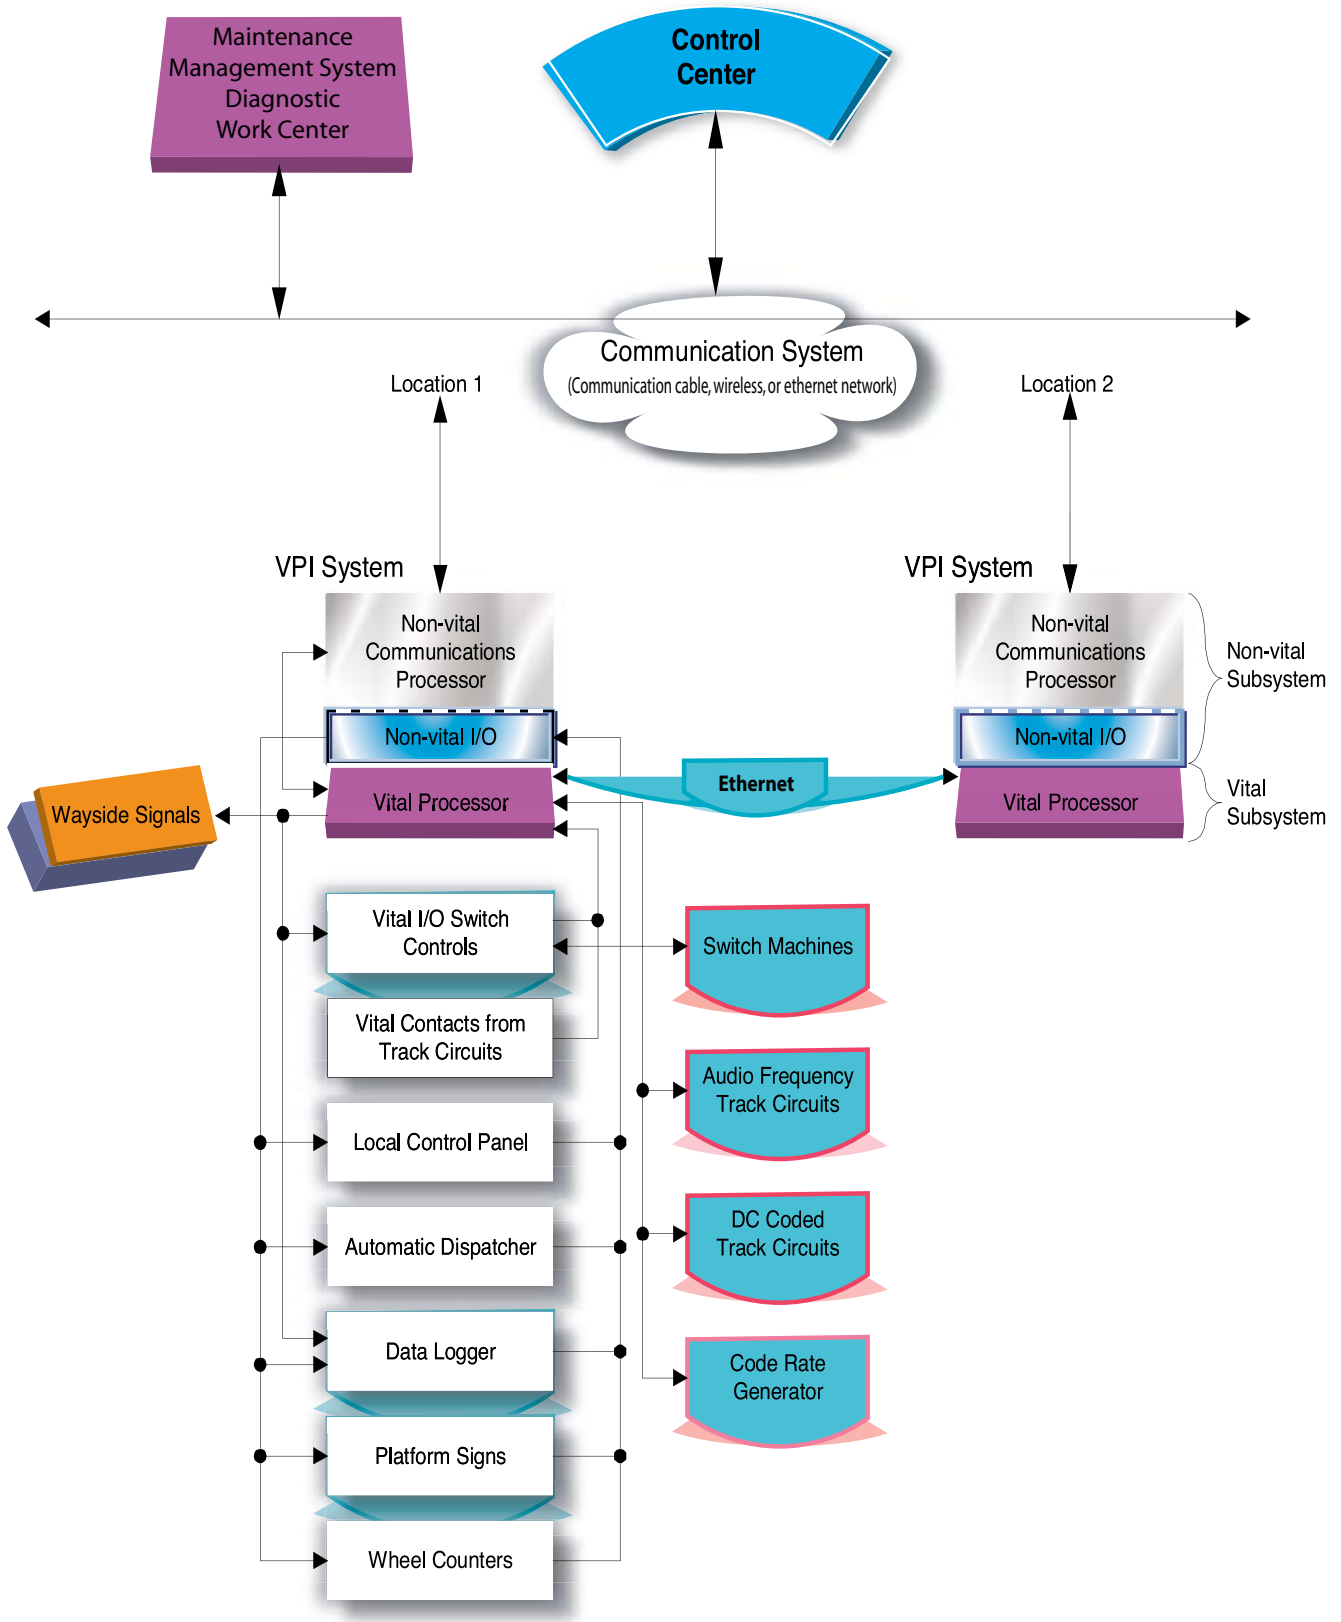 Maintenance
Management System
Diagnostic
Work Center
Control
Center
Communication System
(Communication cable, wireless, or ethernet network)
Location 1
Location 2
VPI System
VPI System
Non-vital
Communications
Processor
Non-vital
Communications
Processor
Non-vital
Subsystem
Non-vital I/O
Non-vital I/O
Ethernet
Wayside Signals
Vital Processor
Vital Processor
Vital
Subsystem
Vital I/O Switch
Controls
Switch Machines
Vital Contacts from
Track Circuits
Audio Frequency
Track Circuits
Local Control Panel
DC Coded
Track Circuits
Automatic Dispatcher
Data Logger
Code Rate
Generator
Platform Signs
Wheel Counters